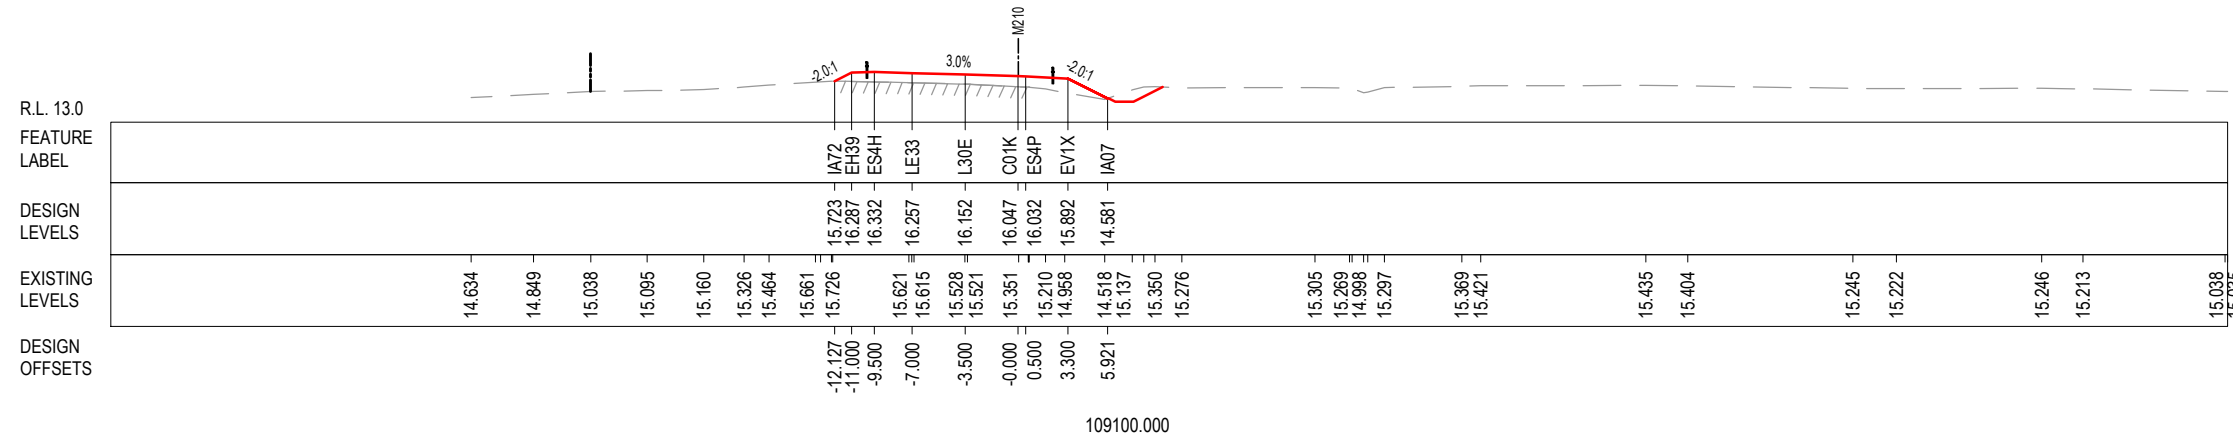 M210
-2.0:1
3.0%
-2.0:1
R.L. 13.0
FEATURE
LABEL
IA72
EH39
ES4H
LE33
L30E
C01K
ES4P
EV1X
IA07
DESIGN
LEVELS
15.723
16.287
16.332
16.257
16.152
16.047
16.032
15.892
14.581
EXISTING
LEVELS
14.634
14.849
15.038
15.095
15.160
15.326
15.464
15.661
15.726
15.621
15.615
15.528
15.521
15.351
15.210
14.958
14.518
15.137
15.350
15.276
15.305
15.269
14.998
15.297
15.369
15.421
15.435
15.404
15.245
15.222
15.246
15.213
15.038
DESIGN
OFFSETS
-12.127
-11.000
-9.500
-7.000
-3.500
-0.000
0.500
3.300
5.921
109100.000